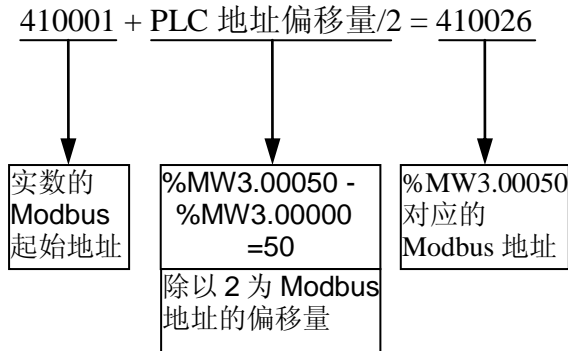 410001 + PLC 地址偏移量/2 = 410026
实数的
Modbus
起始地址
%MW3.00050 -
%MW3.00000
=50
除以 2 为 Modbus
地址的偏移量
%MW3.00050
对应的
Modbus 地址